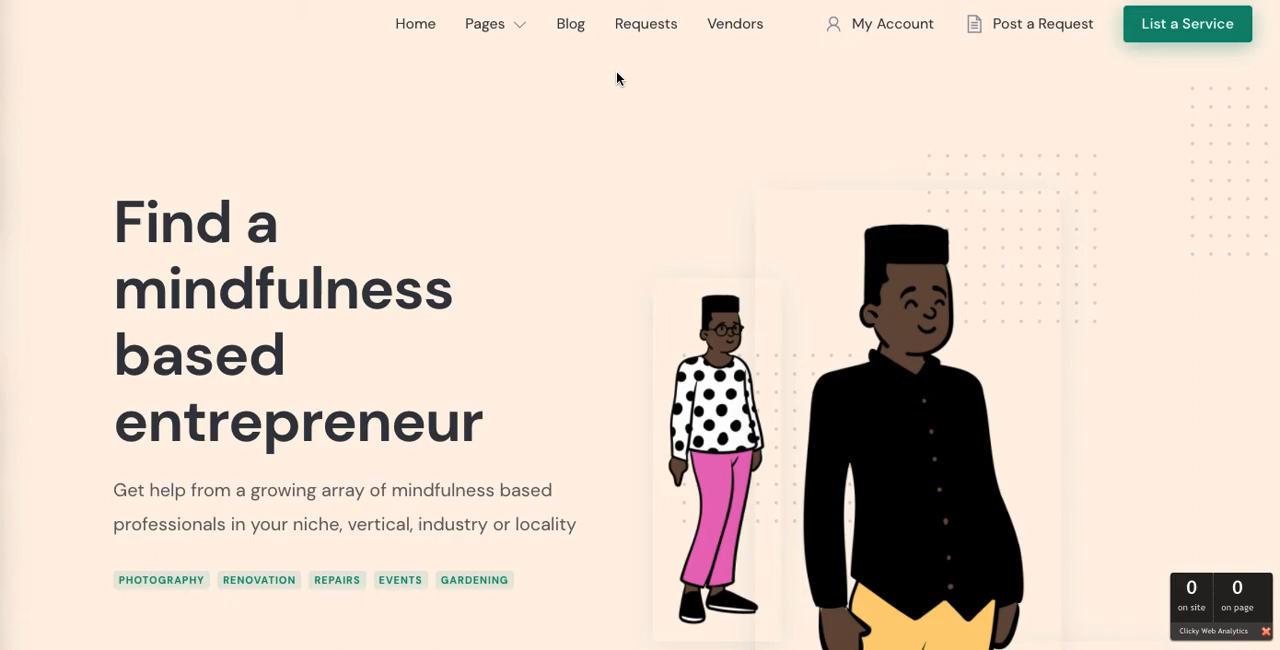 Home Pages Blog Requests Vendors My Account Post a Request List a Service
Find a
mindfulness
based
entrepreneur
Get help from a growing array of mindfulness based
professionals in your niche, vertical, industry or locality
PHOTOGRAPHY RENOVATION REPAIRS EVENTS GARDENING
0 0
on site on page
Clicky Web Analytics